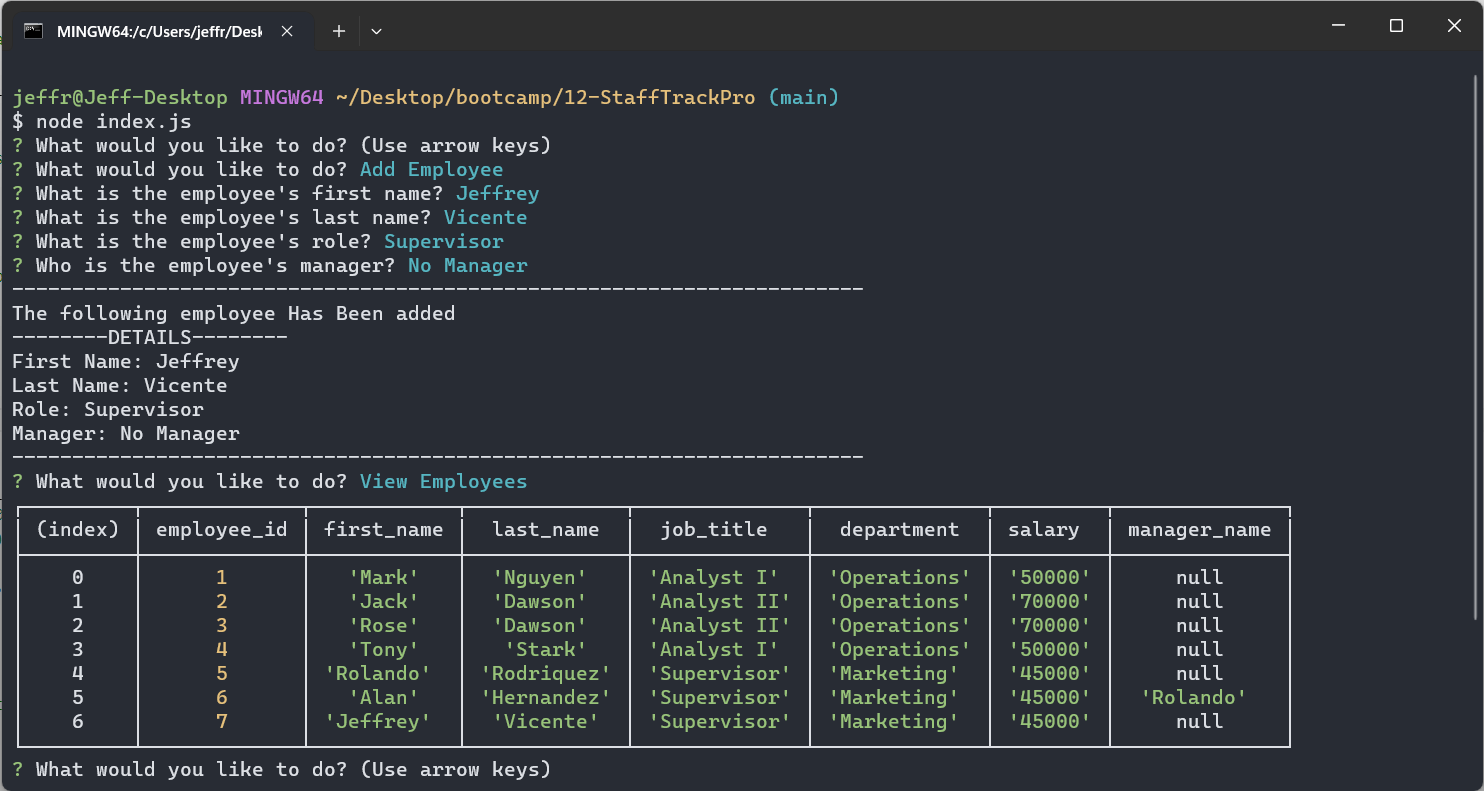 MINGW64:/c/Users/jeffr/Desk
jeffr@Jeff-Desktop MINGW64 ~/Desktop/bootcamp/12-StaffTrackPro (main)
$ node index.js
? What would you like to do? (Use arrow keys)
? What would you like to do? Add Employee
? What is the employee's first name? Jeffrey
? What is the employee's last name? Vicente
? What is the employee's role? Supervisor
? Who is the employee's manager? No Manager
-----------------------------------------------------------------------
The following employee Has Been added
--------DETAILS--------
First Name: Jeffrey
Last Name: Vicente
Role: Supervisor
Manager: No Manager
-----------------------------------------------------------------------
? What would you like to do? View Employees
(index) employee_id first_name last_name job_title department salary manager_name
0 1 'Mark' 'Nguyen' 'Analyst I' 'Operations' '50000' null
1 2 'Jack' 'Dawson' 'Analyst II' 'Operations' '70000' null
2 3 'Rose' 'Dawson' 'Analyst II' 'Operations' '70000' null
3 4 'Tony' 'Stark' 'Analyst I' 'Operations' '50000' null
4 5 'Rolando' 'Rodriquez' 'Supervisor' 'Marketing' '45000' null
5 6 'Alan' 'Hernandez' 'Supervisor' 'Marketing' '45000' 'Rolando'
6 7 'Jeffrey' 'Vicente' 'Supervisor' 'Marketing' '45000' null
? What would you like to do? (Use arrow keys)